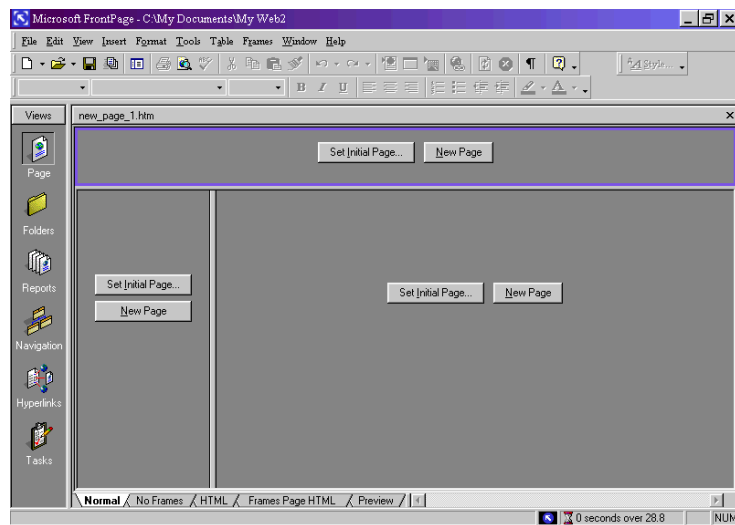 Microsoft FrontPage - C:\My Documents\My Web2
File Edit View Insert Format Tools Table Frames Window Help
B I U A Style...
Views new_page_1.htm
Set Initial Page... New Page
Page
Folders
Reports
Set Initial Page...
Set Initial Page... New Page
New Page
Navigation
Hyperlinks
Tasks
Normal No Frames HTML Frames Page HTML Preview
0 seconds over 28.8 NUM